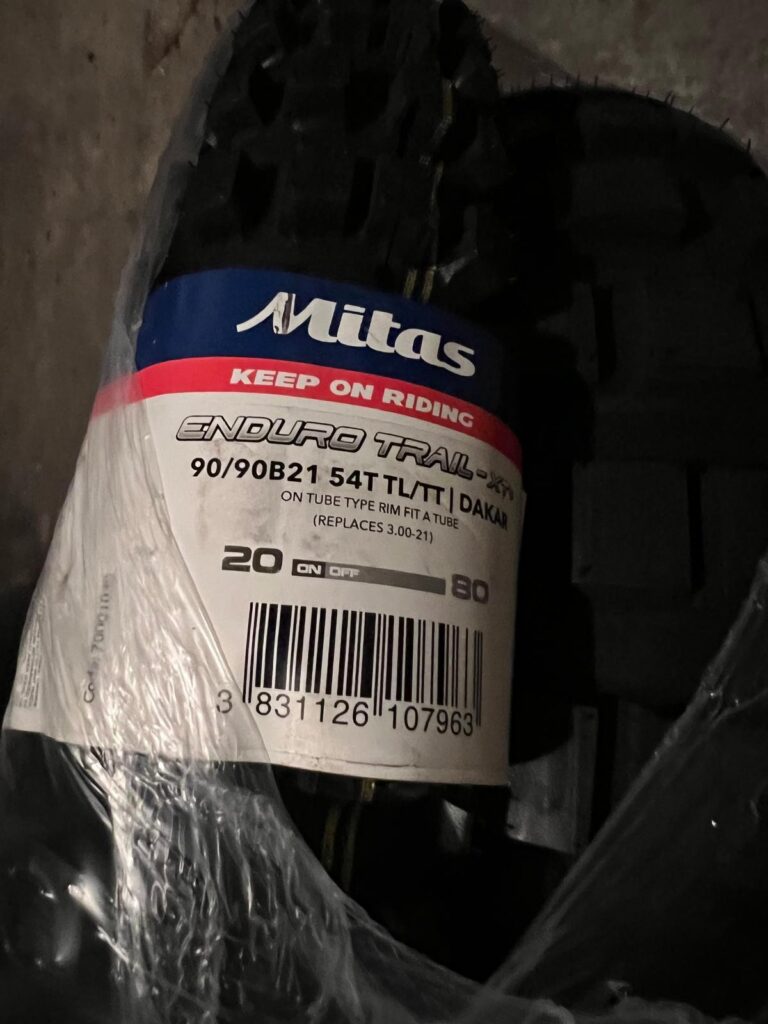 Mitas
KEEP ON RIDING
ENDURO TRAIL-XT+
90/90B21 54T TL/TT | DAKAR
ON TUBE TYPE RIM FIT A TUBE
(REPLACES 3.00-21)
20 ON OFF 80
3 831126 107963
Code: